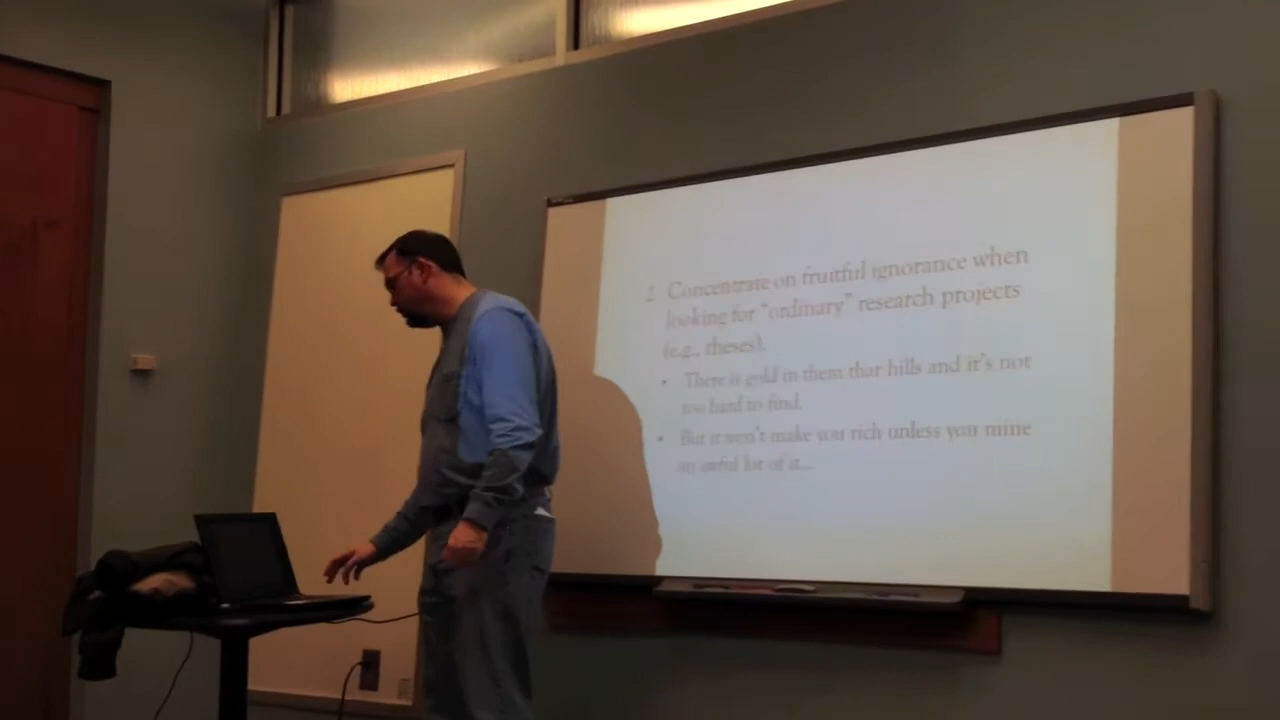 2. Concentrate on fruitful ignorance when
looking for "ordinary" research projects
(e.g., theses).
• There is gold in them thar hills and it's not
too hard to find.
• But it won't make you rich unless you mine
an awful lot of it...